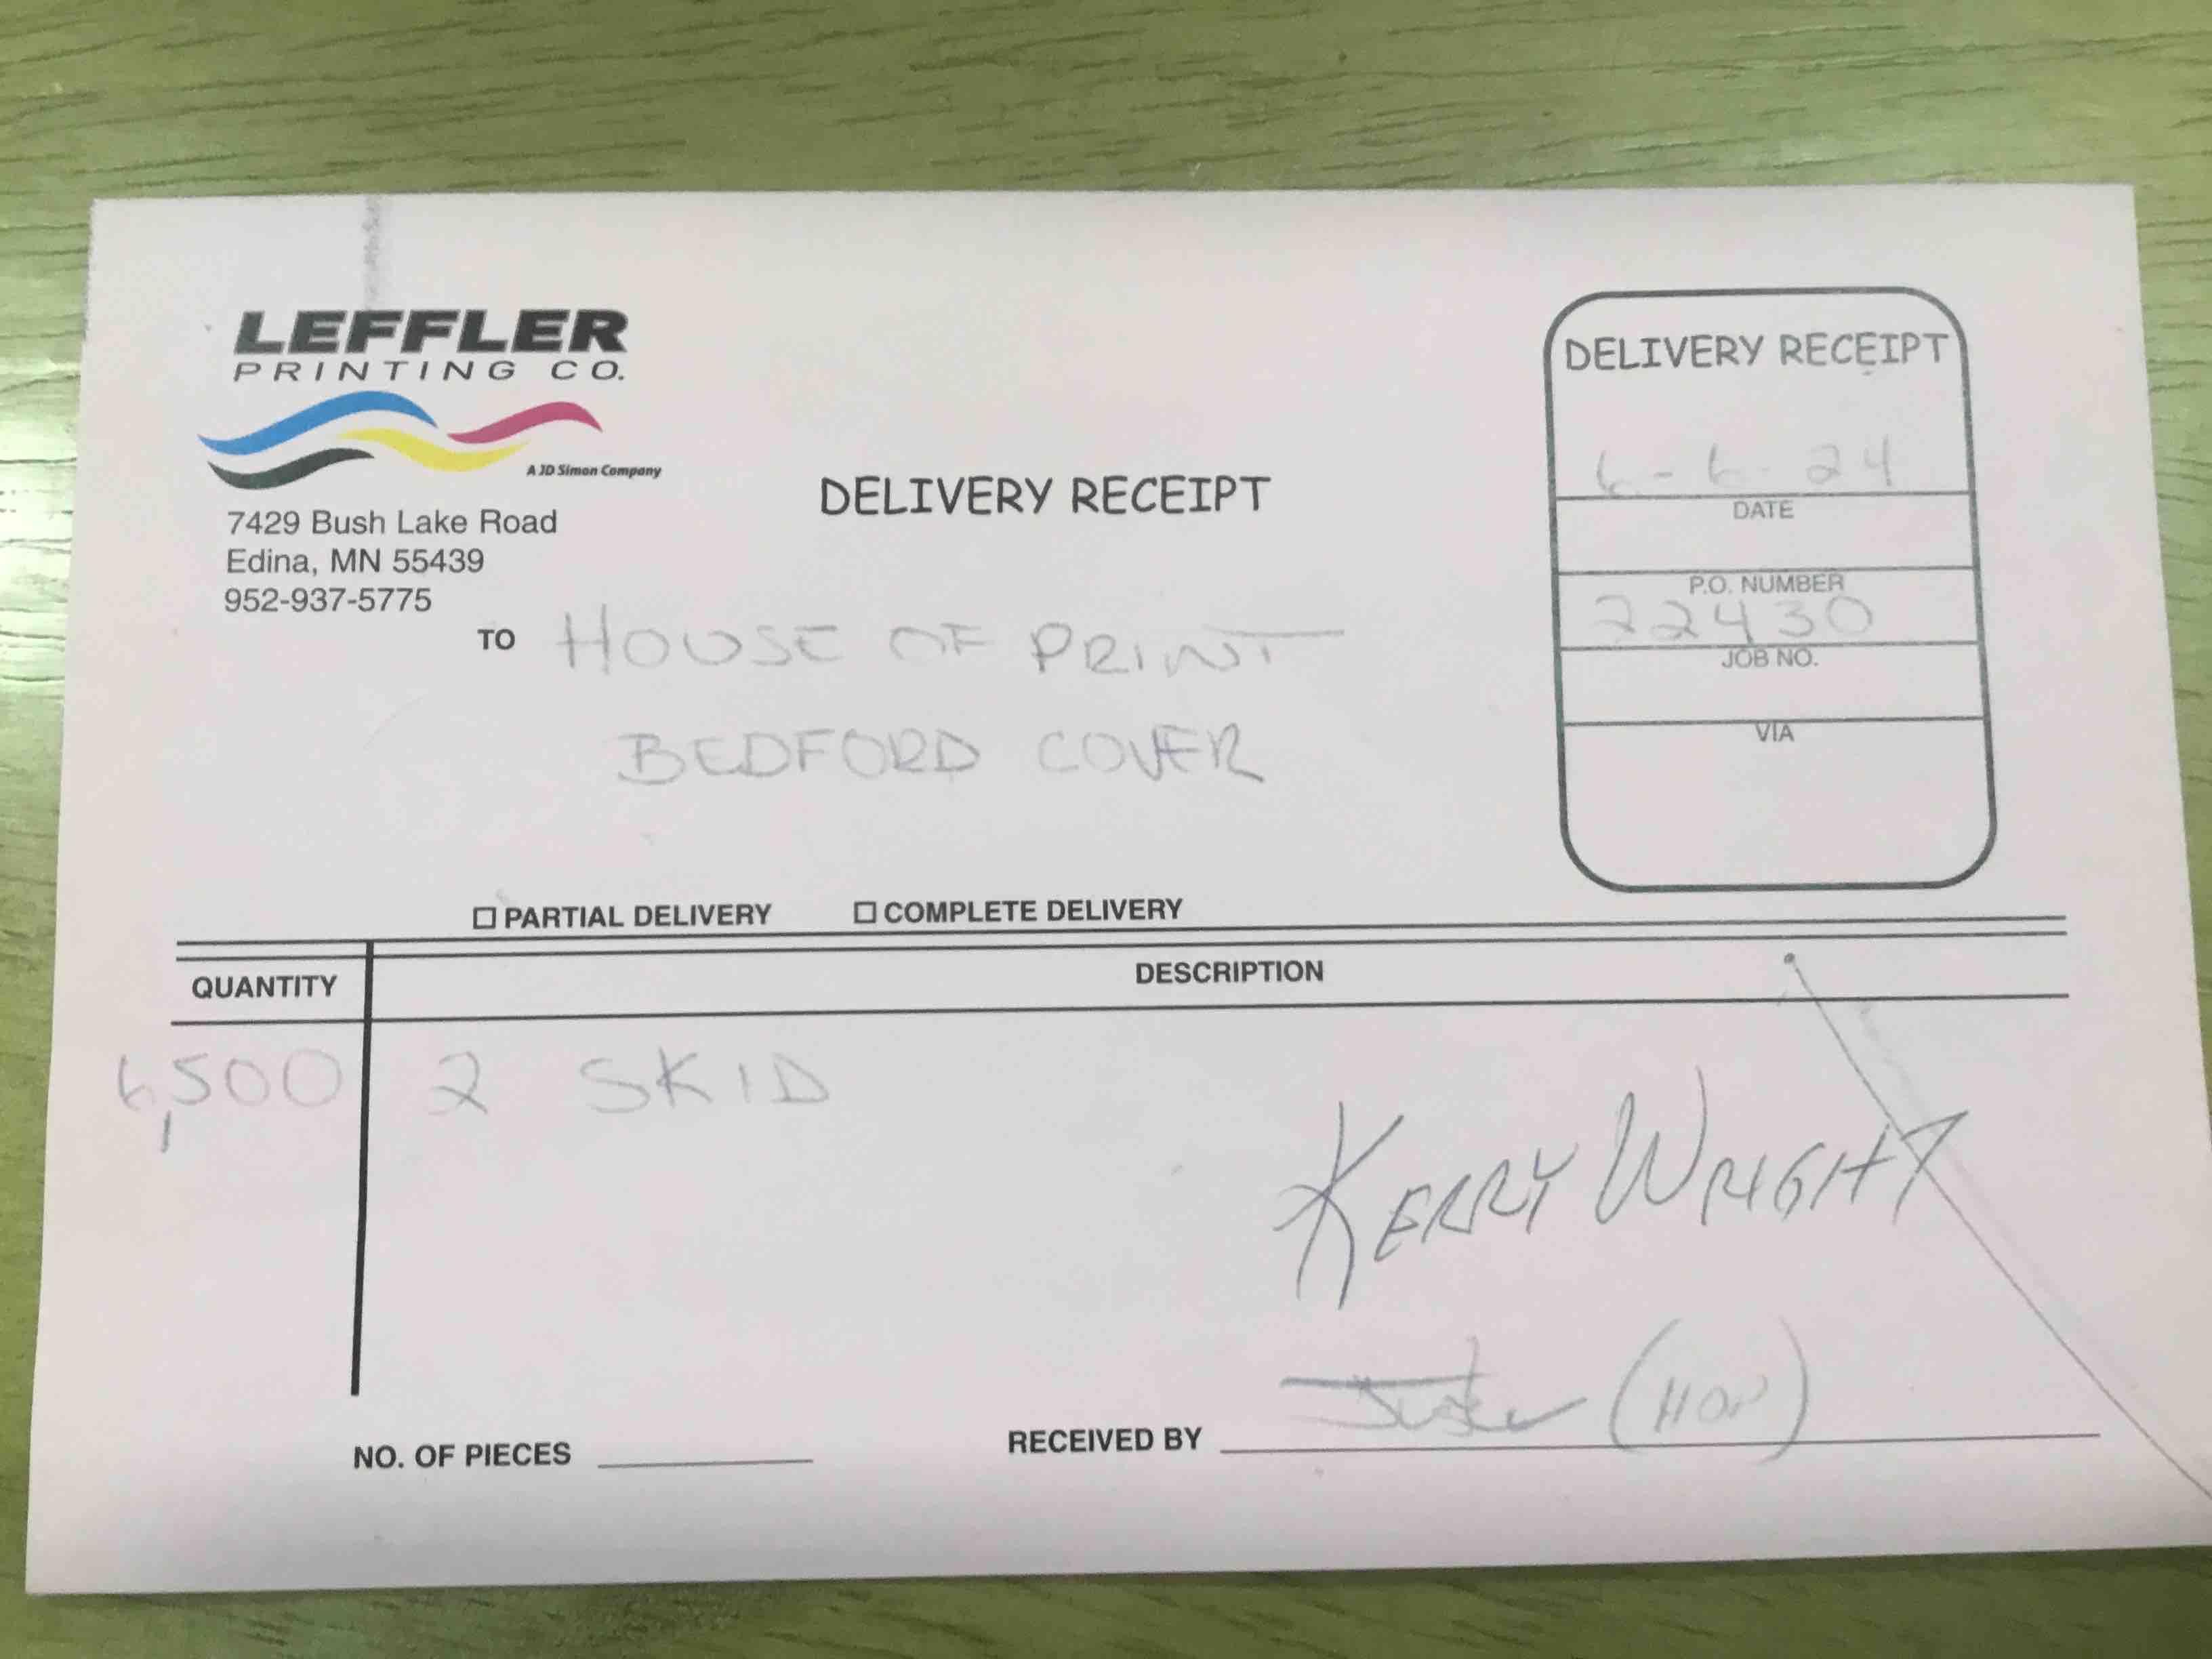 LEFFLER
PRINTING CO.
A JD Simon Company
7429 Bush Lake Road
Edina, MN 55439
952-937-5775
DELIVERY RECEIPT
DELIVERY RECEIPT
6-6-24
DATE
P.O. NUMBER
22430
JOB NO.
VIA
TO HOUSE OF PRINT
BEDFORD COVER
PARTIAL DELIVERY COMPLETE DELIVERY
QUANTITY DESCRIPTION
6,500 2 SKID
KERRY WRIGHT
(HOP)
NO. OF PIECES RECEIVED BY